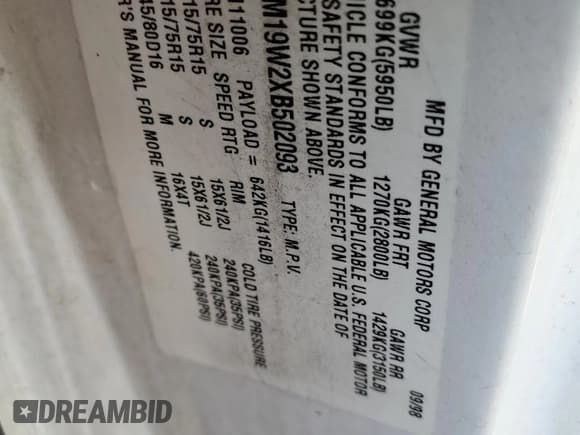 MFD BY GENERAL MOTORS CORP 09/98
GVWR GAWR FRT GAWR RR
699KG(5950LB) 1270KG(2800LB) 1429KG(3150LB)
ICLE CONFORMS TO ALL APPLICABLE U.S. FEDERAL MOTOR
SAFETY STANDARDS IN EFFECT ON THE DATE OF
CTURE SHOWN ABOVE.
M19W2XB502093 TYPE: M.P.V.
11006 PAYLOAD = 642KG(1416LB)
RE SIZE SPEED RTG RIM COLD TIRE PRESSURE
15/75R15 S 15X61/2J 240KPA(35PSI)
15/75R15 S 15X61/2J 240KPA(35PSI)
45/80D16 M 16X4T 420KPA(60PSI)
R'S MANUAL FOR MORE INFORMATION.
DREAMBID